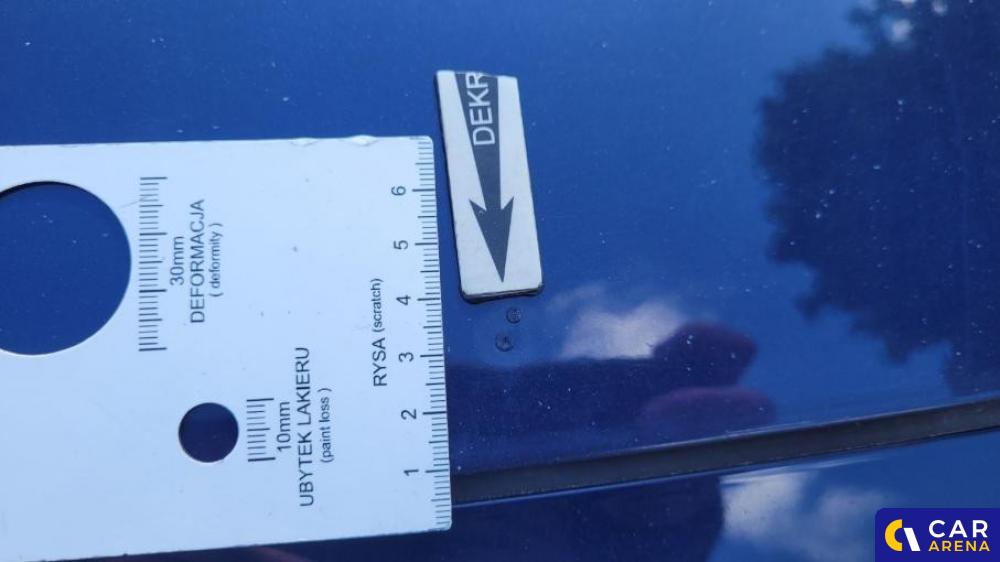 DEKR
6
5
4
3
2
1
RYSA (scratch)
30mm
DEFORMACJA
(deformity)
10mm
UBYTEK LAKIERU
(paint loss)
CAR
ARENA